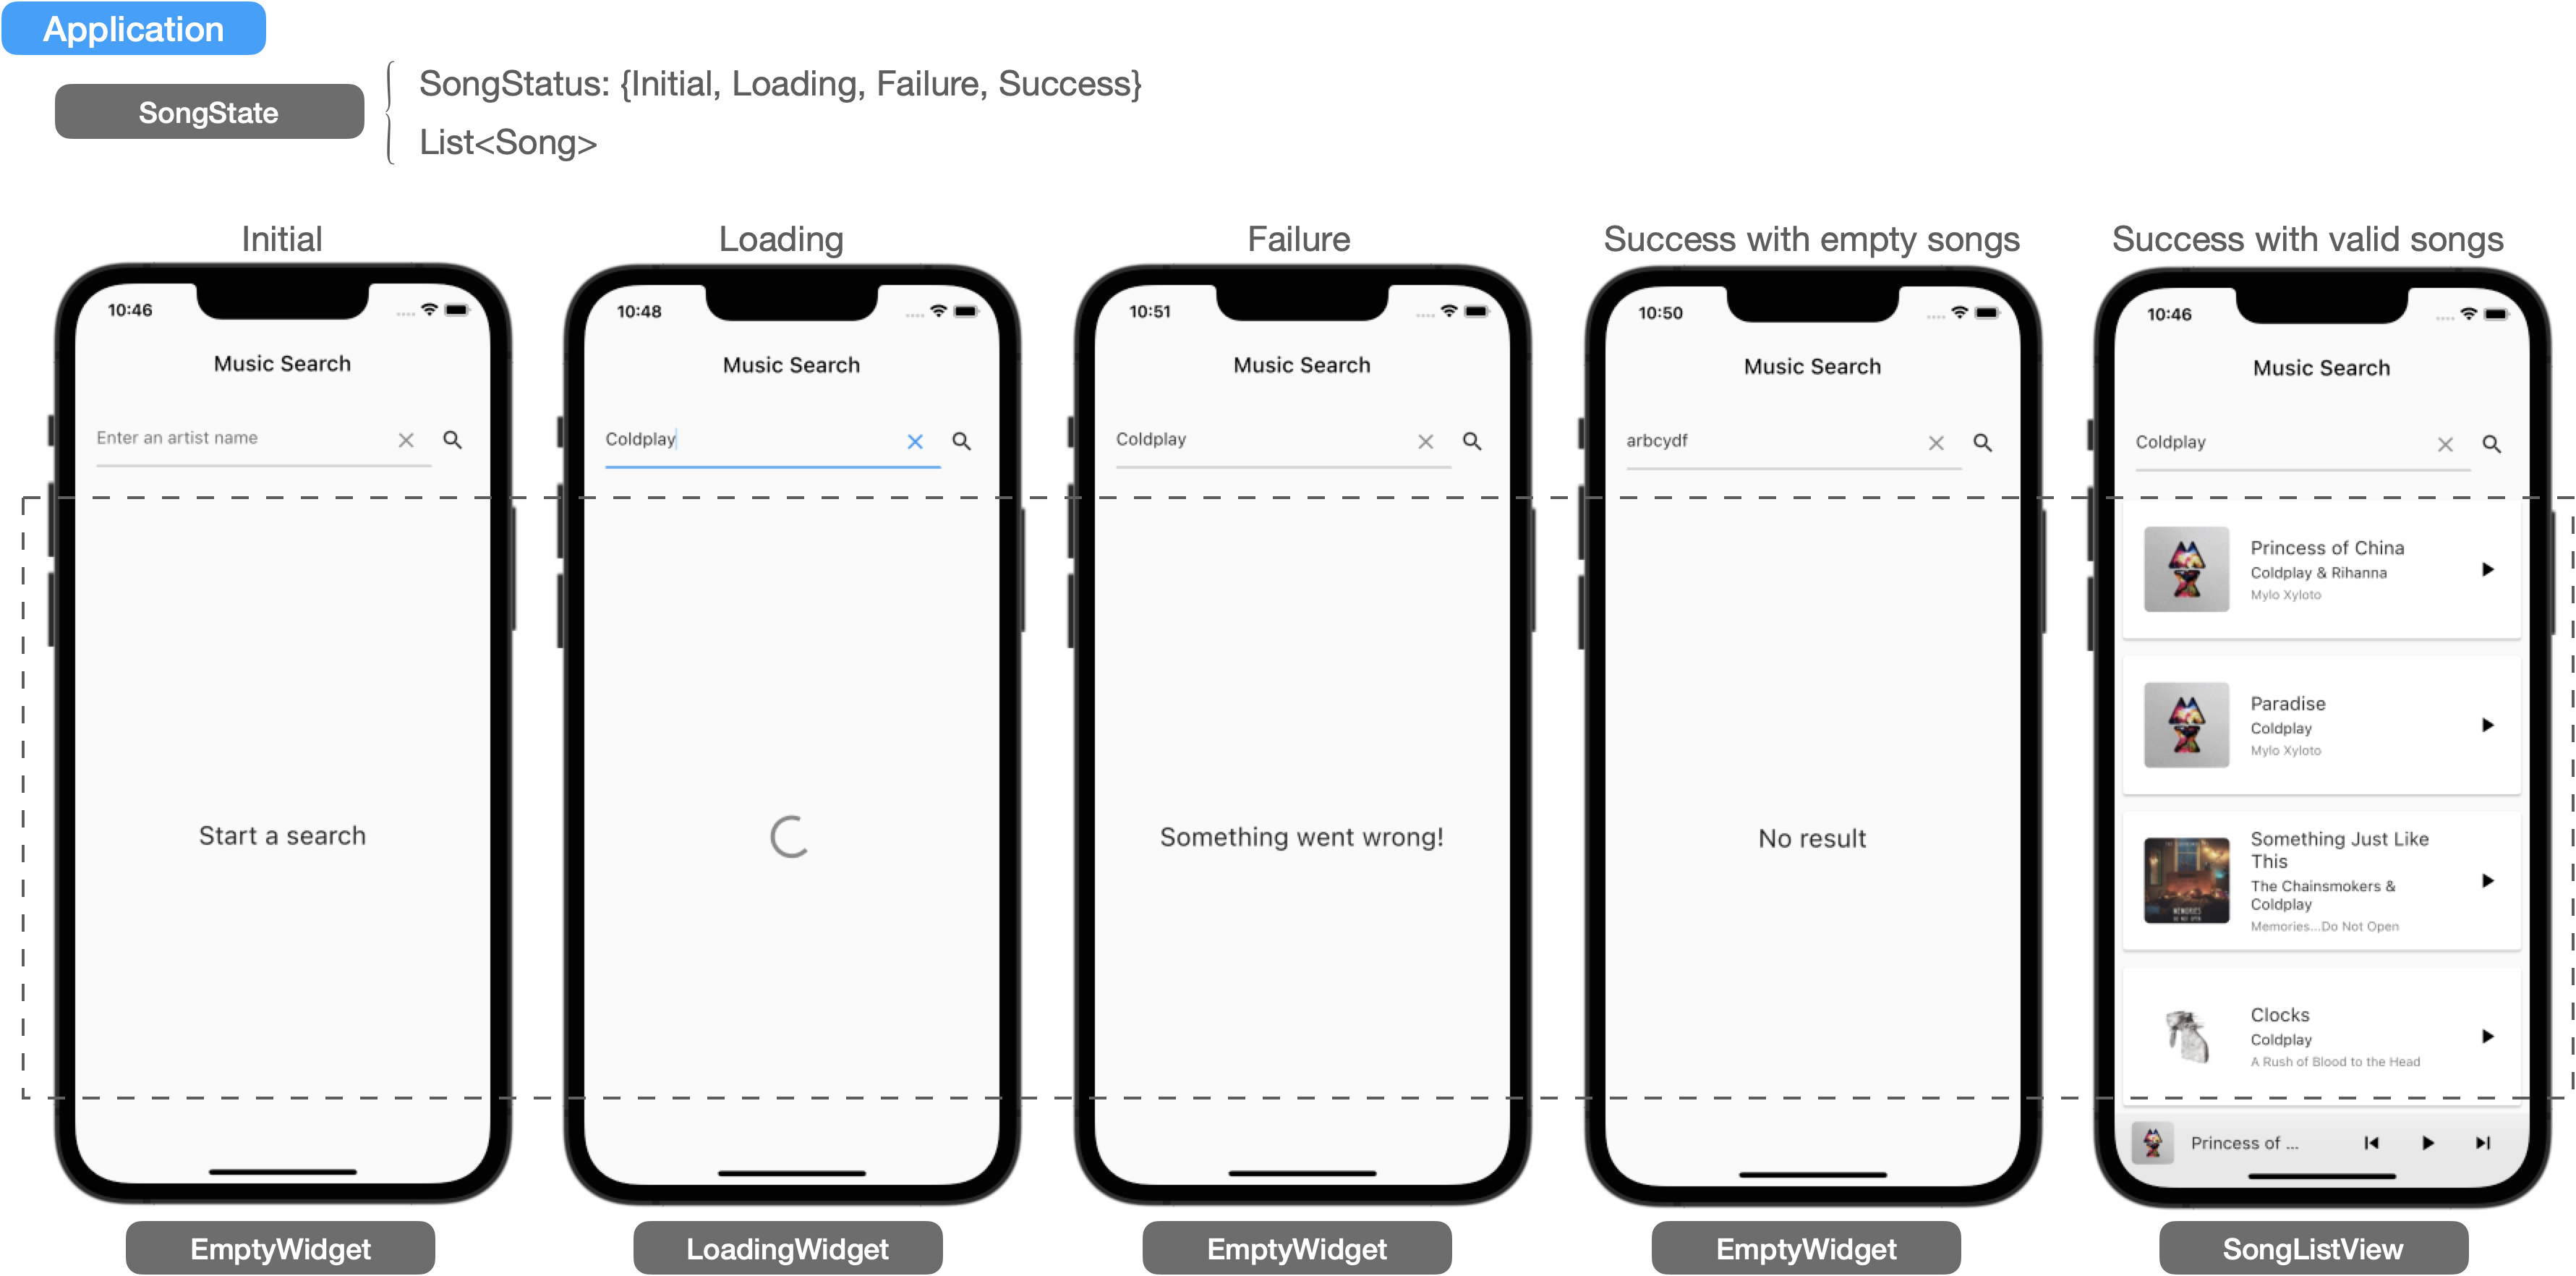 Application
SongState
SongStatus: {Initial, Loading, Failure, Success}
List<Song>
Initial
10:46
Music Search
Enter an artist name
Start a search
EmptyWidget
Loading
10:48
Music Search
Coldplay
LoadingWidget
Failure
10:51
Music Search
Coldplay
Something went wrong!
EmptyWidget
Success with empty songs
10:50
Music Search
arbcydf
No result
EmptyWidget
Success with valid songs
10:46
Music Search
Coldplay
Princess of China
Coldplay & Rihanna
Mylo Xyloto
Paradise
Coldplay
Mylo Xyloto
MEMORIES
DO NOT OPEN
Something Just Like
This
The Chainsmokers &
Coldplay
Memories...Do Not Open
Clocks
Coldplay
A Rush of Blood to the Head
Princess of ...
SongListView